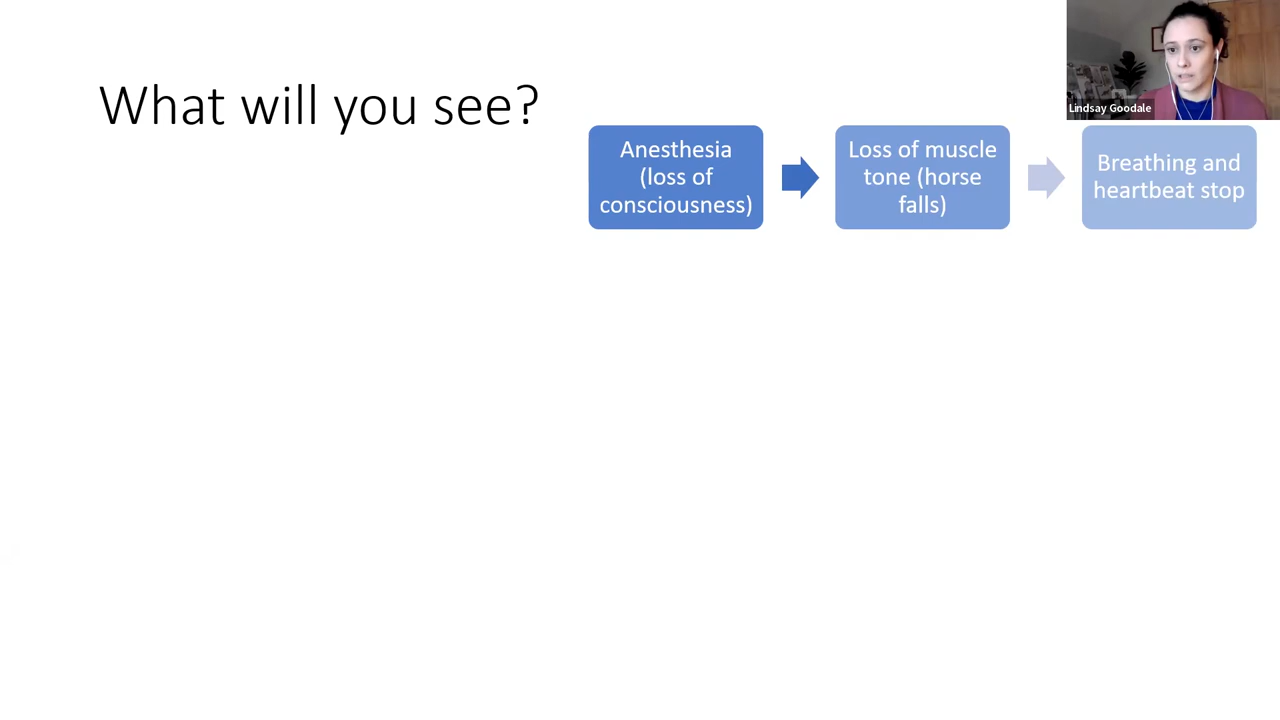 What will you see?
Lindsay Goodale
Anesthesia
(loss of
consciousness)
Loss of muscle
tone (horse
falls)
Breathing and
heartbeat stop